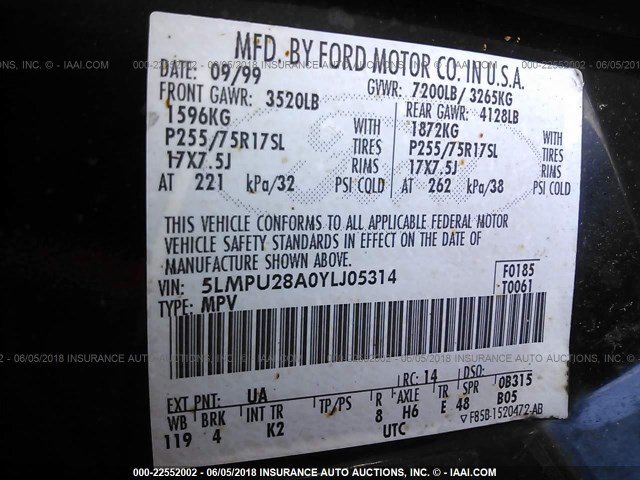 MFD. BY FORD MOTOR CO. IN U.S.A.
DATE: 09/99 GVWR: 7200LB/ 3265KG
FRONT GAWR: 3520LB REAR GAWR: 4128LB
1596KG WITH 1872KG WITH
P255/75R17SL TIRES P255/75R17SL TIRES
17X7.5J RIMS 17X7.5J RIMS
AT 221 kPa/32 PSI COLD AT 262 kPa/38 PSI COLD
THIS VEHICLE CONFORMS TO ALL APPLICABLE FEDERAL MOTOR
VEHICLE SAFETY STANDARDS IN EFFECT ON THE DATE OF
MANUFACTURE SHOWN ABOVE.
VIN: 5LMPU28A0YLJ05314 F0185
TYPE: MPV T0061
EXT PNT: UA RC: 14 DSO: 0B315
WB BRK INT TR TP/PS R AXLE TR SPR B05
119 4 K2 8 H6 E 48 ▽ F85B-1520472-AB
UTC
000-22552002 - 06/05/2018 INSURANCE AUTO AUCTIONS, INC. © - IAAI.COM